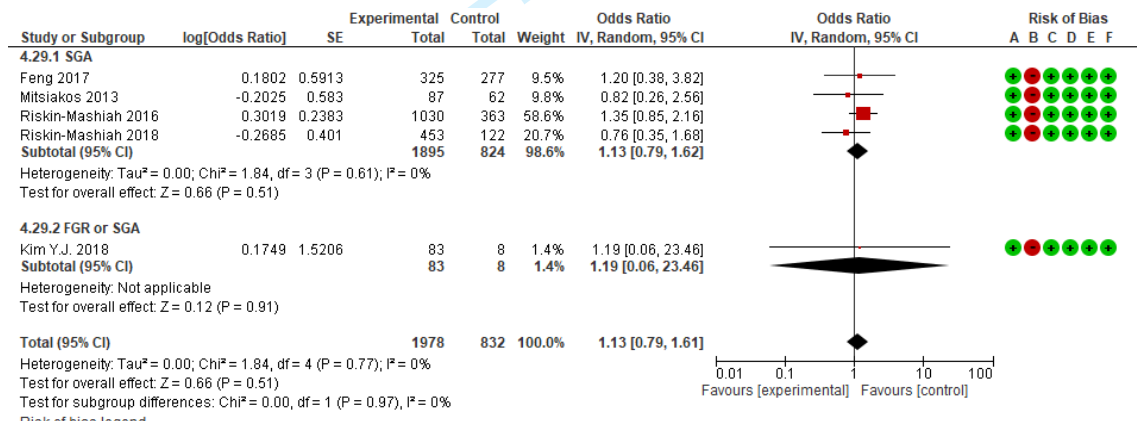 Experimental Control Odds Ratio Odds Ratio Risk of Bias
Study or Subgroup log[Odds Ratio] SE Total Total Weight IV, Random, 95% CI IV, Random, 95% CI A B C D E F
4.29.1 SGA
Feng 2017 0.1802 0.5913 325 277 9.5% 1.20 [0.38, 3.82] + - + + + +
Mitsiakos 2013 -0.2025 0.583 87 62 9.8% 0.82 [0.26, 2.56] + - + + + +
Riskin-Mashiah 2016 0.3019 0.2383 1030 363 58.6% 1.35 [0.85, 2.16] + - + + + +
Riskin-Mashiah 2018 -0.2685 0.401 453 122 20.7% 0.76 [0.35, 1.68] + - + + + +
Subtotal (95% CI) 1895 824 98.6% 1.13 [0.79, 1.62]
Heterogeneity: Tau² = 0.00; Chi² = 1.84, df = 3 (P = 0.61); I² = 0%
Test for overall effect: Z = 0.66 (P = 0.51)
4.29.2 FGR or SGA
Kim Y.J. 2018 0.1749 1.5206 83 8 1.4% 1.19 [0.06, 23.46] + - + + + +
Subtotal (95% CI) 83 8 1.4% 1.19 [0.06, 23.46]
Heterogeneity: Not applicable
Test for overall effect: Z = 0.12 (P = 0.91)
Total (95% CI) 1978 832 100.0% 1.13 [0.79, 1.61]
Heterogeneity: Tau² = 0.00; Chi² = 1.84, df = 4 (P = 0.77); I² = 0%
Test for overall effect: Z = 0.66 (P = 0.51)
Test for subgroup differences: Chi² = 0.00, df = 1 (P = 0.97), I² = 0%
0.01 0.1 1 10 100
Favours [experimental] Favours [control]
Risk of bias legend